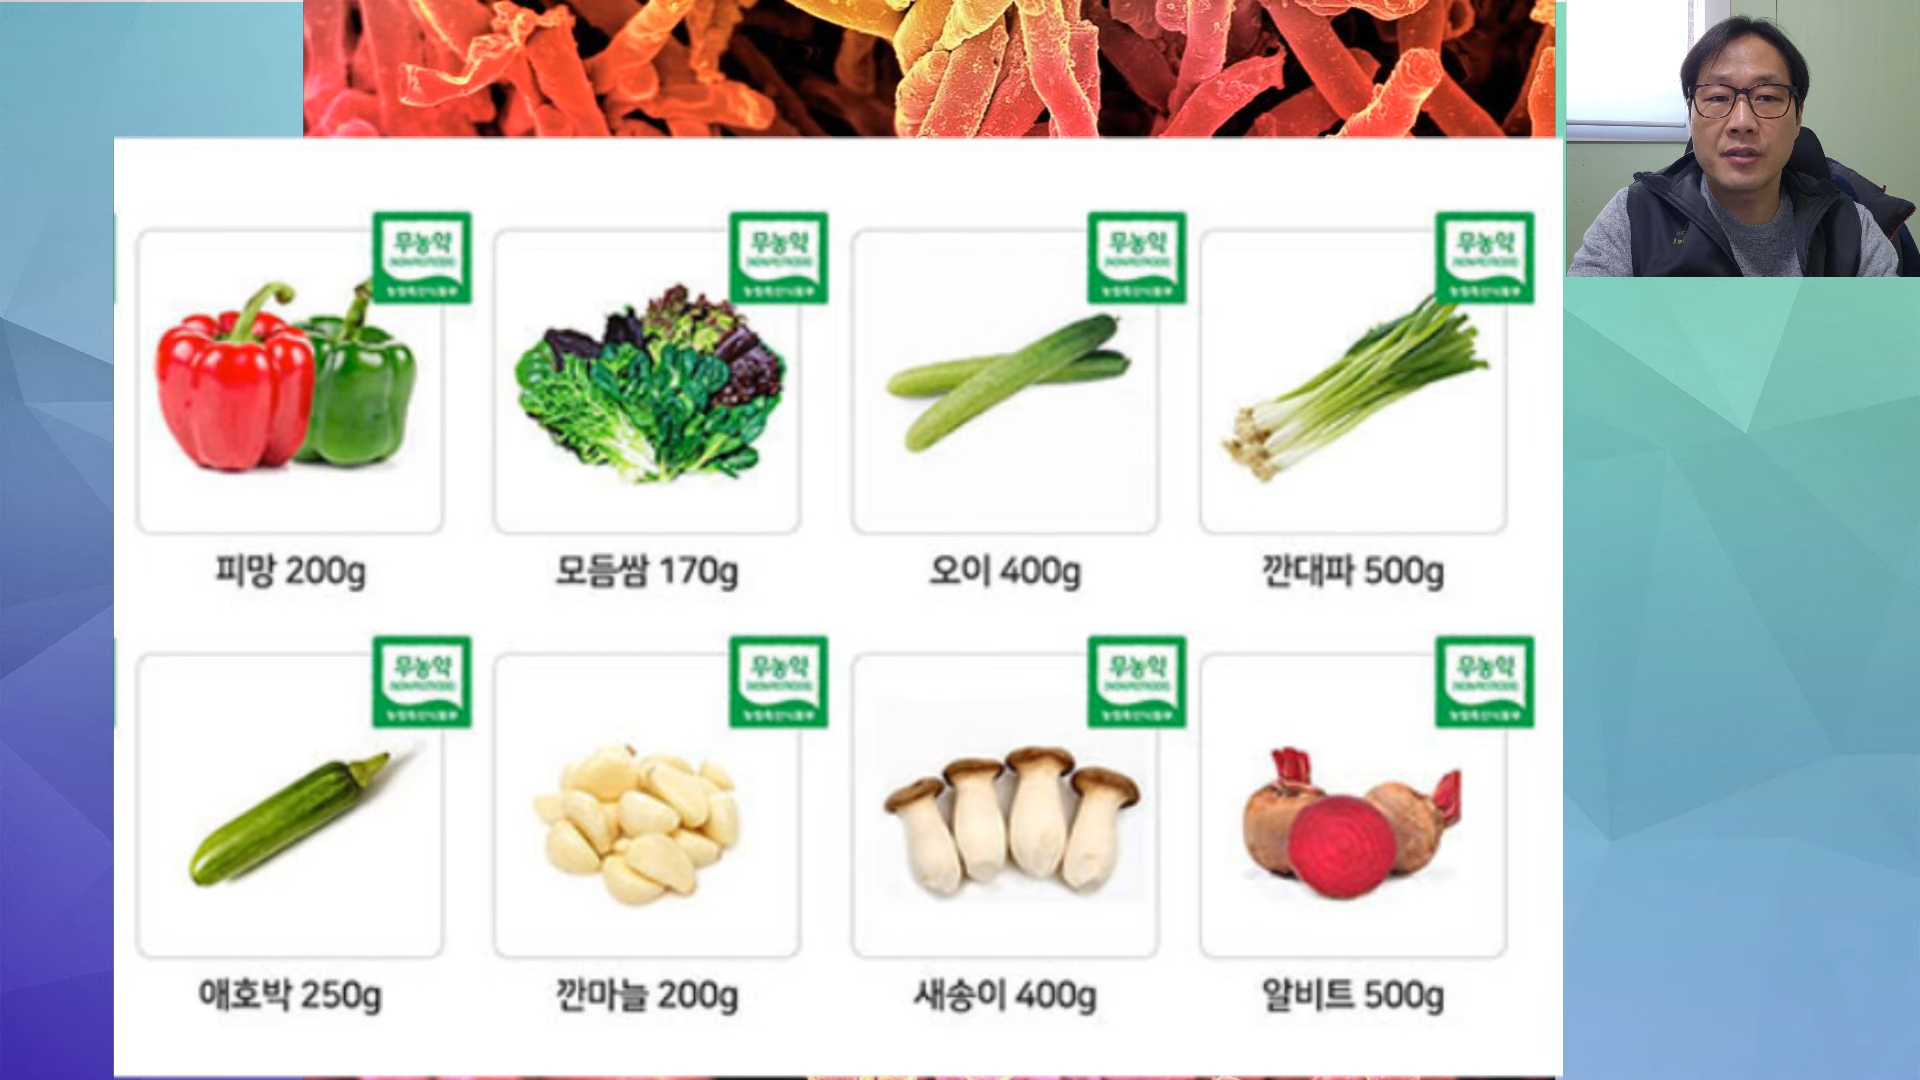 무농약
무농약
무농약
무농약
피망 200g
모듬쌈 170g
오이 400g
깐대파 500g
무농약
무농약
무농약
무농약
애호박 250g
깐마늘 200g
새송이 400g
알비트 500g